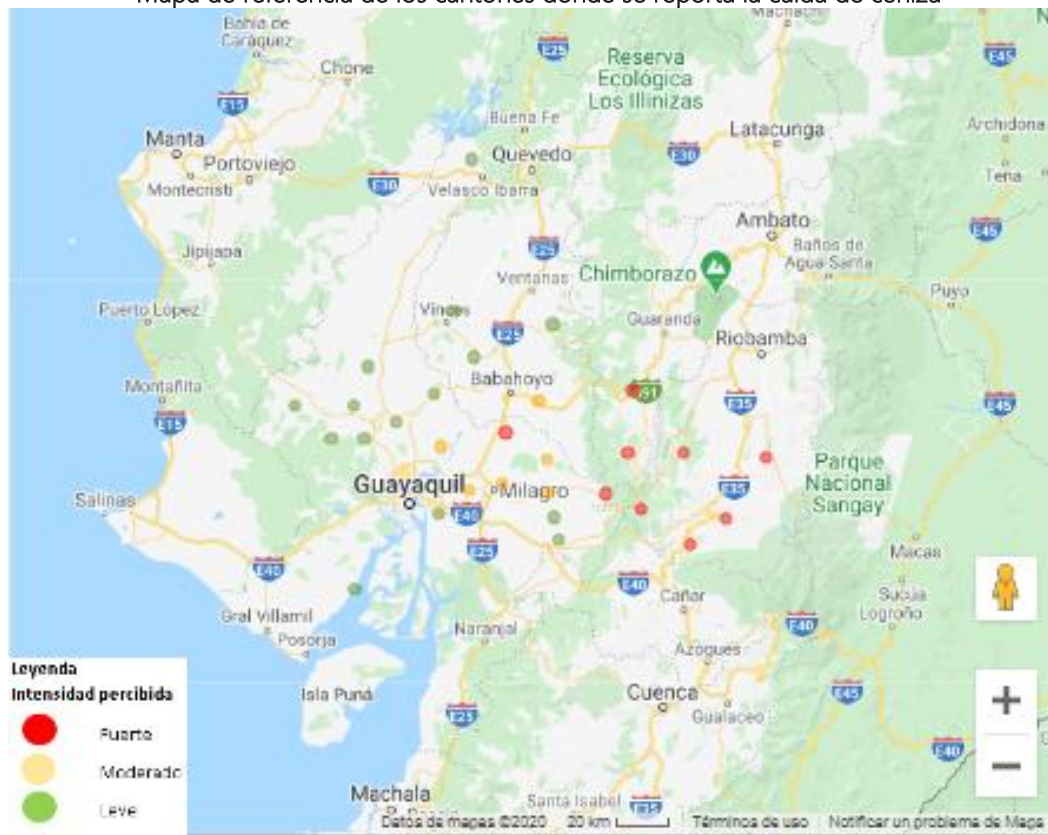 Mapa de referencia de los cantones donde se reporta la caída de ceniza
Bahía de
Caráquez
Machachi
E25
E45
Chone
Reserva
Ecológica
Los Illinizas
E15
Buena Fe
Manta
Latacunga
Archidona
Portoviejo
Quevedo
E30
Montecristi
E30
Velasco Ibarra
Tena
Ambato
E45
Jipijapa
E25
Baños de
Agua Santa
Ventanas
Chimborazo
Puyo
Puerto López
Vinces
Guaranda
E25
Riobamba
Montañita
Babahoyo
491
E35
E45
E15
Parque
Nacional
Sangay
Guayaquil
Milagro
E35
Salinas
E40
E25
Macas
E40
E40
Cañar
Sucúa
Gral Villamil
Logroño
Posorja
Naranjal
E40
Azogues
Leyenda
Intensidad percibida
Isla Puná
Cuenca
E45
E25
Gualaceo
Fuerte
E40
Moderado
Machala
Leve
Santa Isabel
E35
Datos de mapas ©2020
20 km
Términos de uso
Notificar un problema de Maps